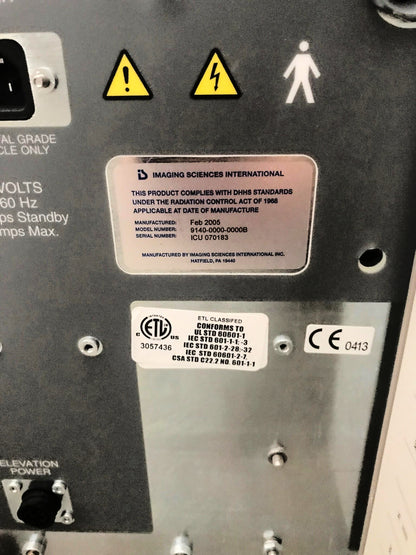 TAL GRADE
CLE ONLY
VOLTS
60 Hz
ps Standby
mps Max.
IMAGING SCIENCES INTERNATIONAL
THIS PRODUCT COMPLIES WITH DHHS STANDARDS
UNDER THE RADIATION CONTROL ACT OF 1968
APPLICABLE AT DATE OF MANUFACTURE
MANUFACTURED: Feb 2005
MODEL NUMBER: 9140-0000-0000B
SERIAL NUMBER: ICU 070183
MANUFACTURED BY IMAGING SCIENCES INTERNATIONAL INC.
HATFIELD, PA 19440
ETL CLASSIFED
CONFORMS TO
UL STD 60601-1
IEC STD 601-1-1; -3
IEC STD 601-2-28;-32
IEC STD 60601-2-7,
CSA STD C22.2 NO. 601-1-1
C ETL US
3057436
CE 0413
ELEVATION
POWER